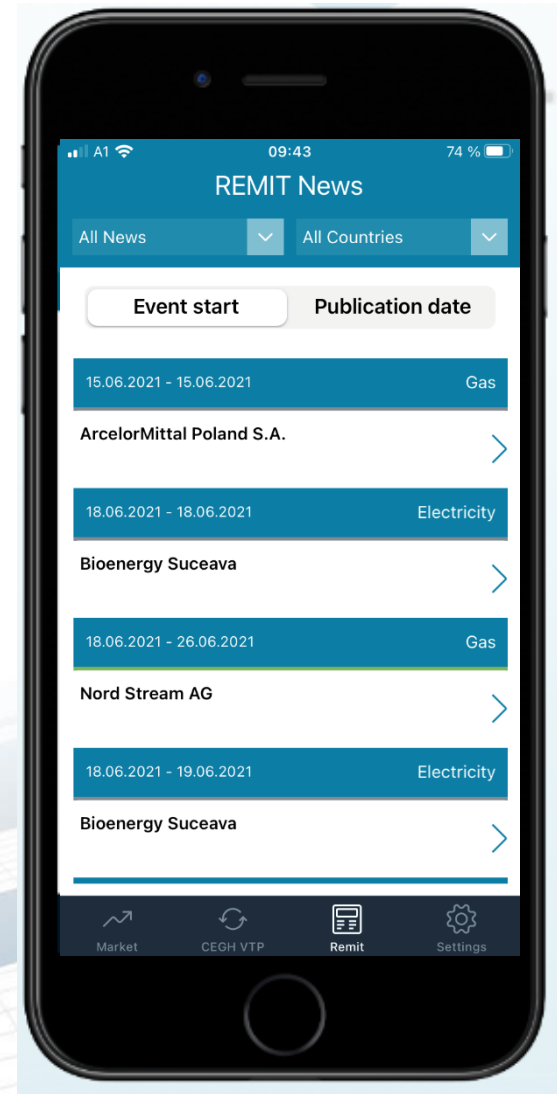 A1 09:43 74 %
REMIT News
All News All Countries
Event start Publication date
15.06.2021 - 15.06.2021 Gas
ArcelorMittal Poland S.A.
18.06.2021 - 18.06.2021 Electricity
Bioenergy Suceava
18.06.2021 - 26.06.2021 Gas
Nord Stream AG
18.06.2021 - 19.06.2021 Electricity
Bioenergy Suceava
Market CEGH VTP Remit Settings